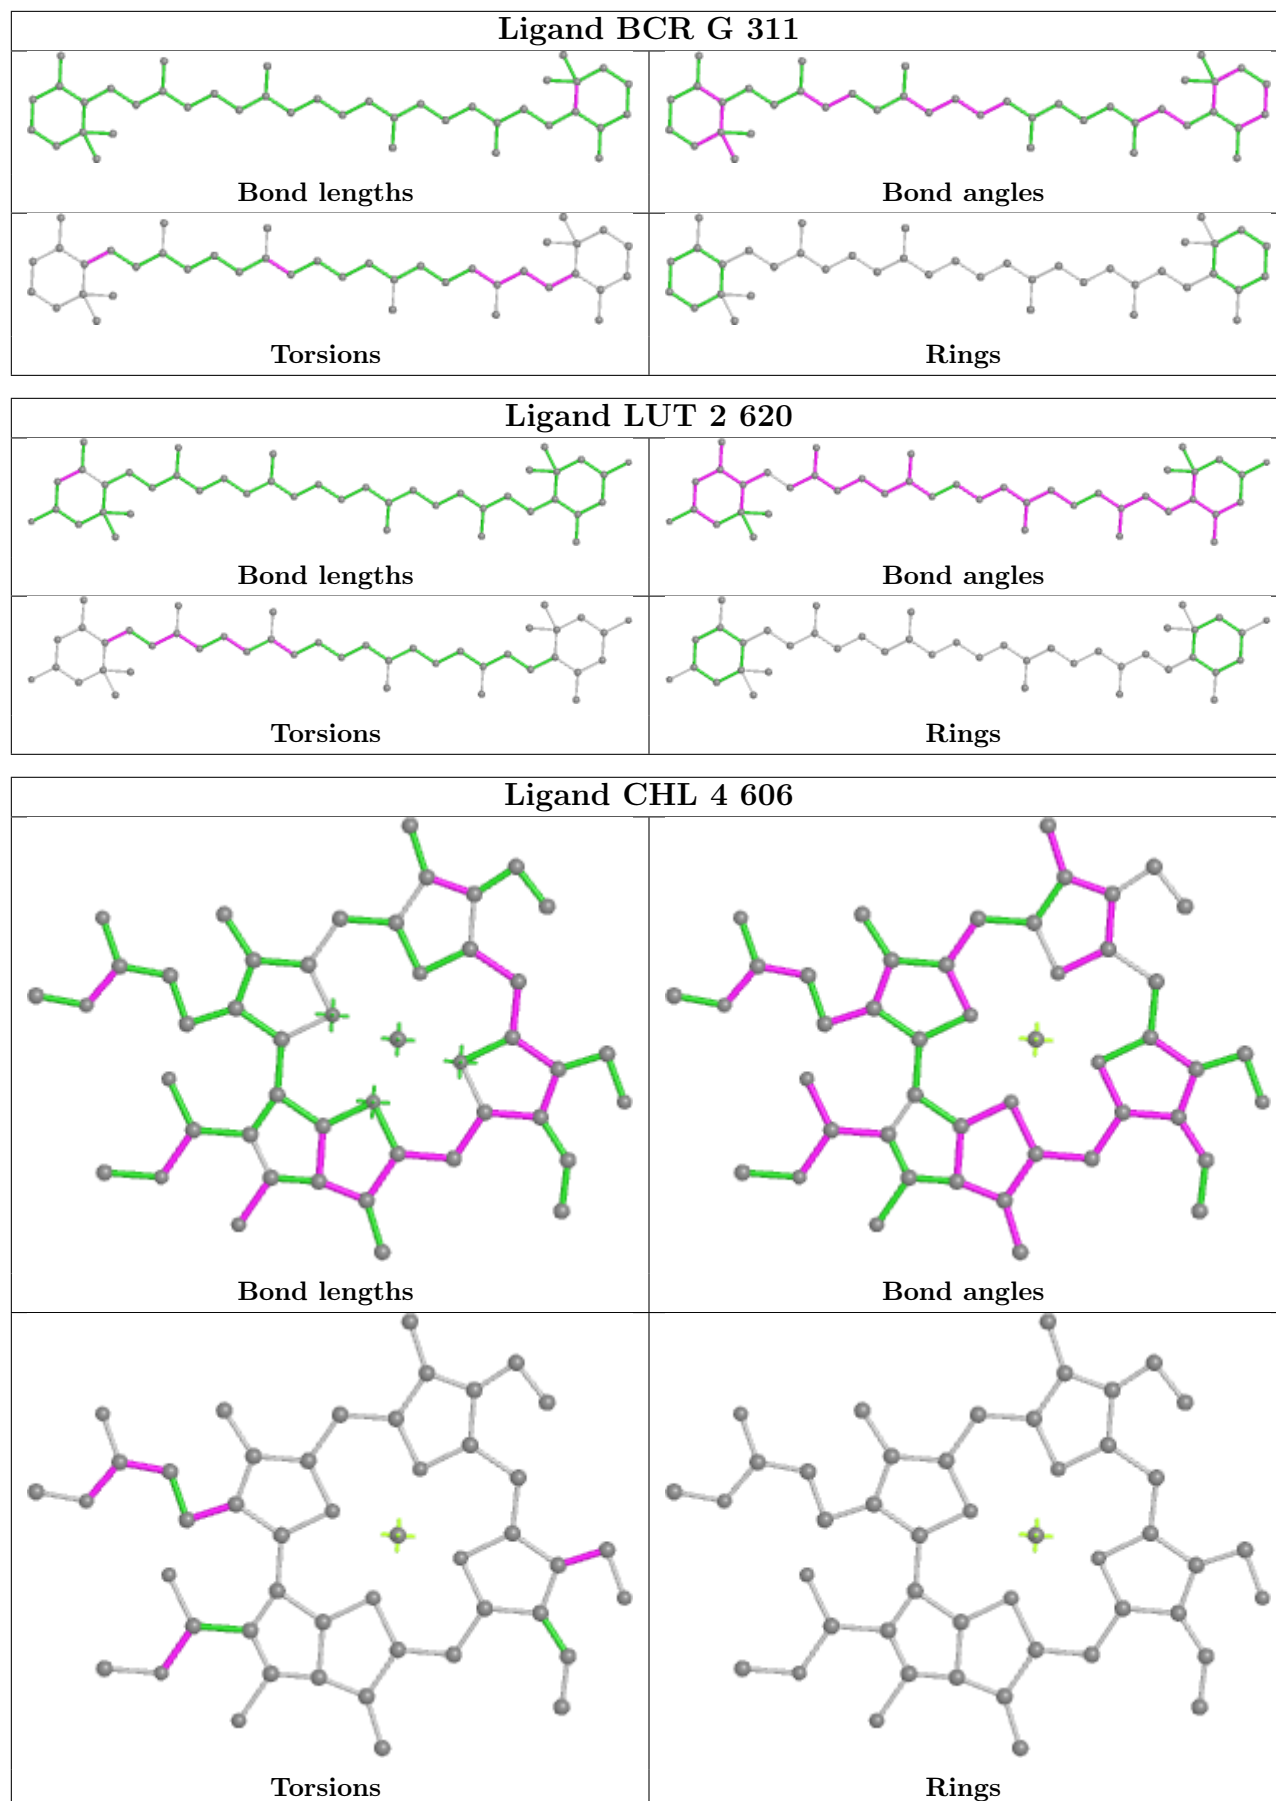 Ligand BCR G 311
Bond lengths
Bond angles
Torsions
Rings
Ligand LUT 2 620
Bond lengths
Bond angles
Torsions
Rings
Ligand CHL 4 606
Bond lengths
Bond angles
Torsions
Rings